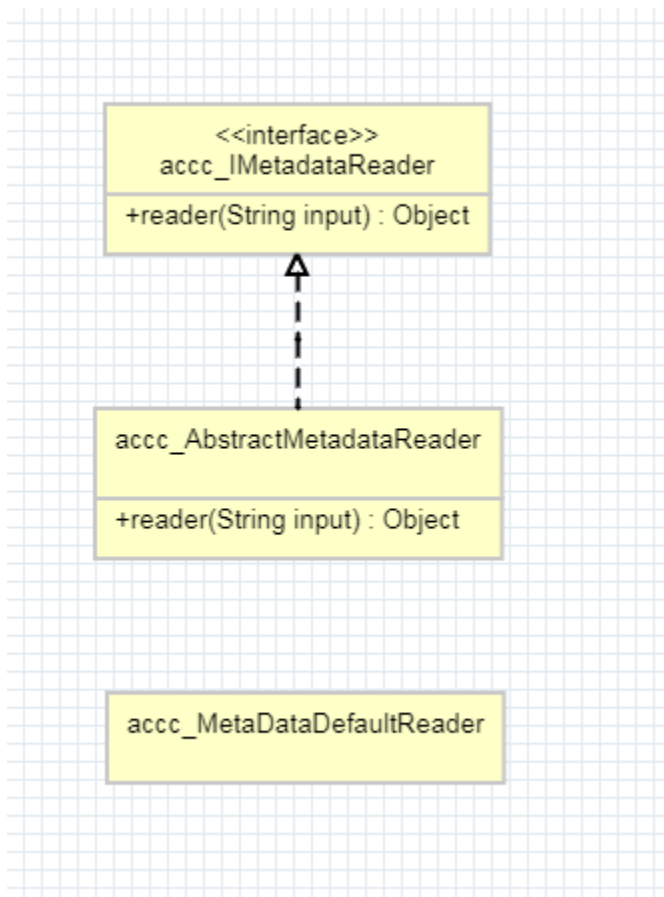 <<interface>>
accc_IMetadataReader
+reader(String input) : Object
accc_AbstractMetadataReader
+reader(String input) : Object
accc_MetaDataDefaultReader